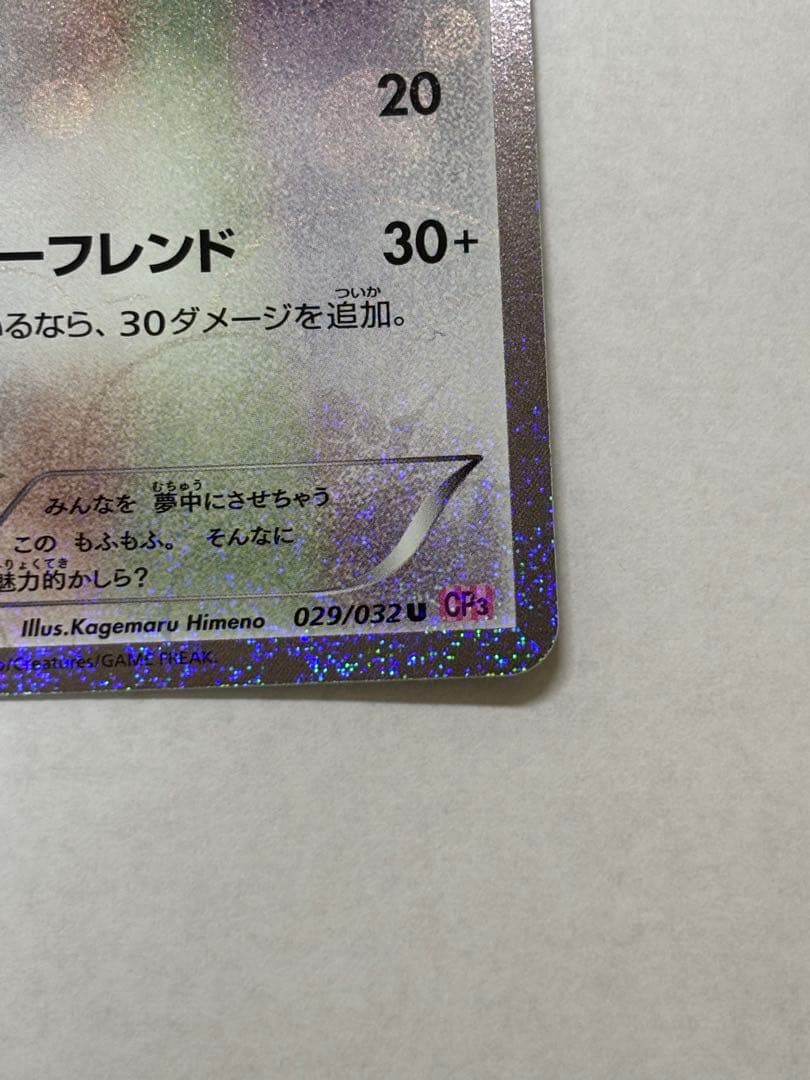 20
ーフレンド 30+
るなら、30ダメージを追加。
ついか
みんなを 夢中にさせちゃう
むちゅう
この もふもふ。 そんなに
魅力的かしら?
りょくてき
Illus.Kagemaru Himeno 029/032 U CP3
/Creatures/GAME FREAK.